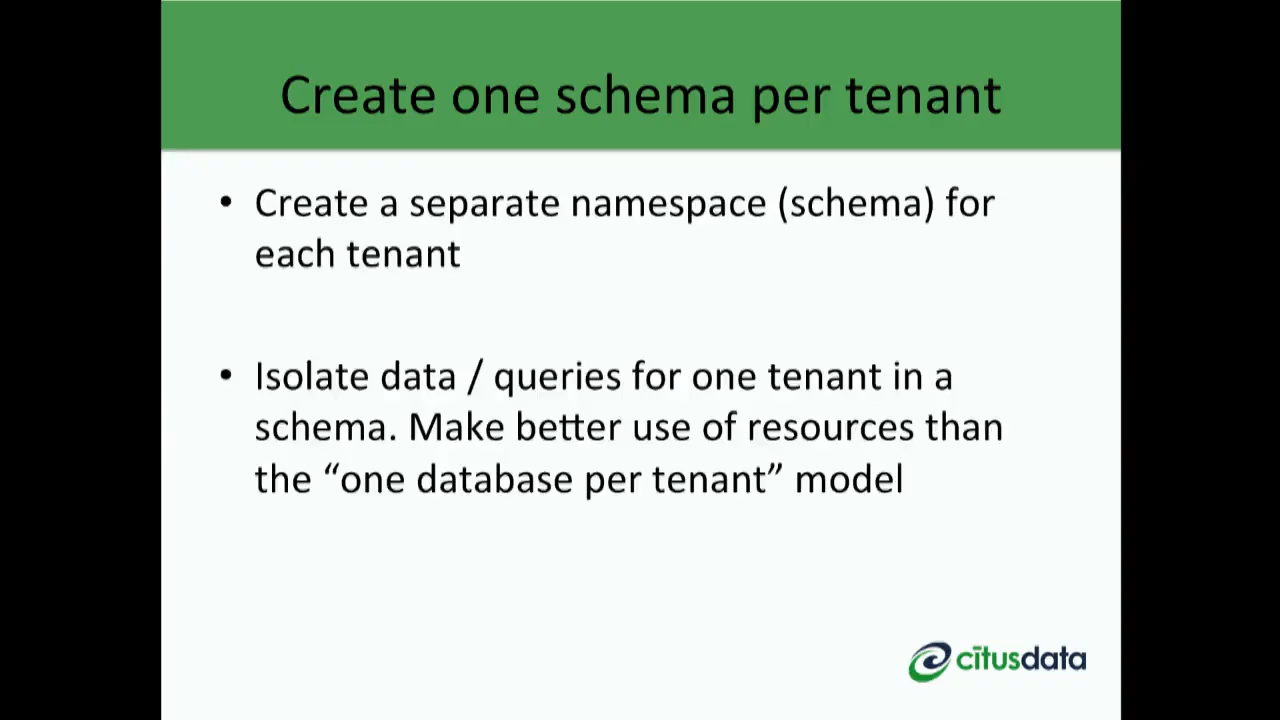 Create one schema per tenant
• Create a separate namespace (schema) for
each tenant
• Isolate data / queries for one tenant in a
schema. Make better use of resources than
the “one database per tenant” model
cītusdata